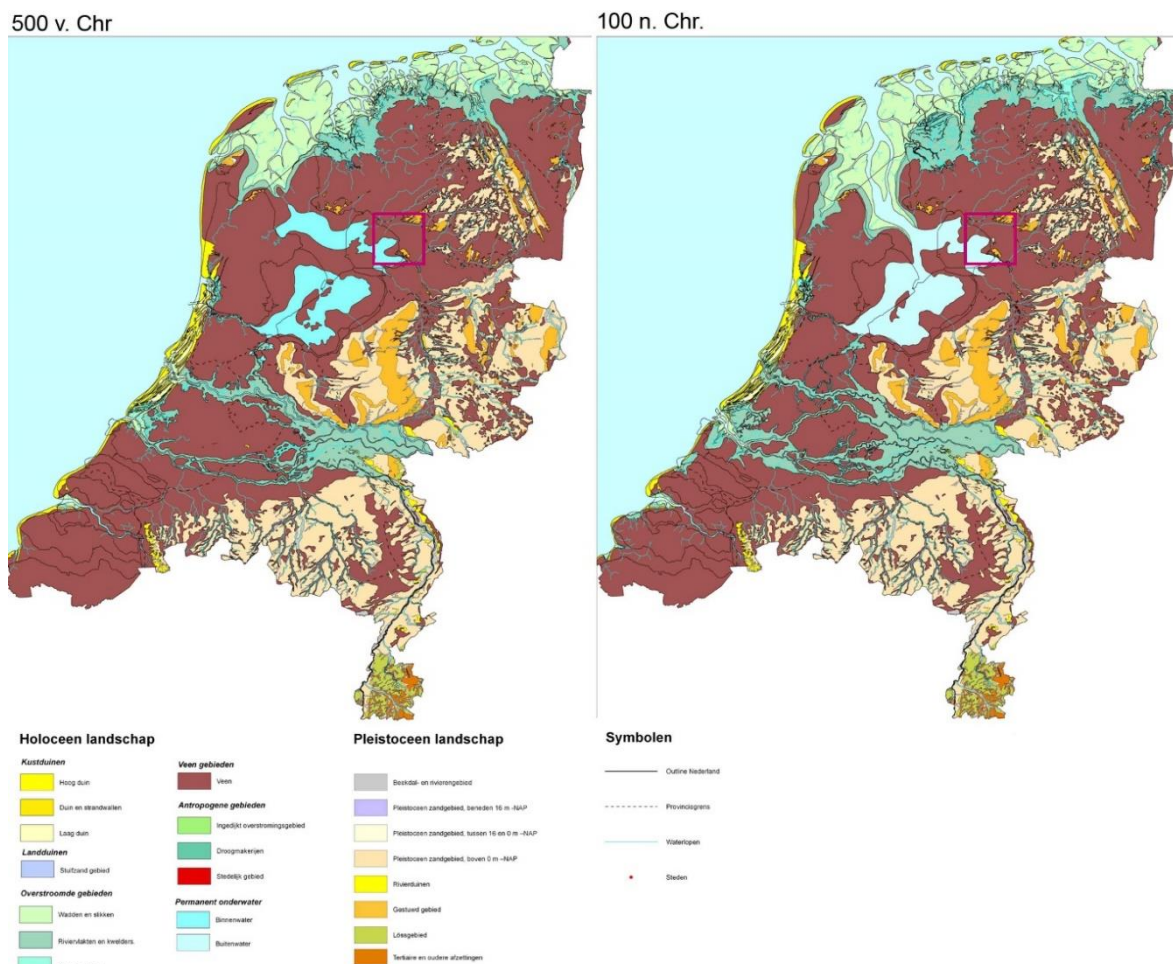 500 v. Chr
100 n. Chr.
Holoceen landschap
Kustduinen
Hoog duin
Duin en strandwallen
Laag duin
Landduinen
Stuifzand gebied
Overstroomde gebieden
Wadden en slikken
Riviervlakten en kwelders
Veen gebieden
Veen
Antropogene gebieden
Ingedijkt overstromingsgebied
Droogmakerijen
Stedelijk gebied
Permanent onderwater
Binnenwater
Buitenwater
Pleistoceen landschap
Beekdal- en rivierengebied
Pleistoceen zandgebied, beneden 16 m -NAP
Pleistoceen zandgebied, tussen 16 en 0 m -NAP
Pleistoceen zandgebied, boven 0 m -NAP
Rivierduinen
Gestuwd gebied
Lössgebied
Tertiaire en oudere afzettingen
Symbolen
Outline Nederland
Provinciegrens
Waterlopen
Steden